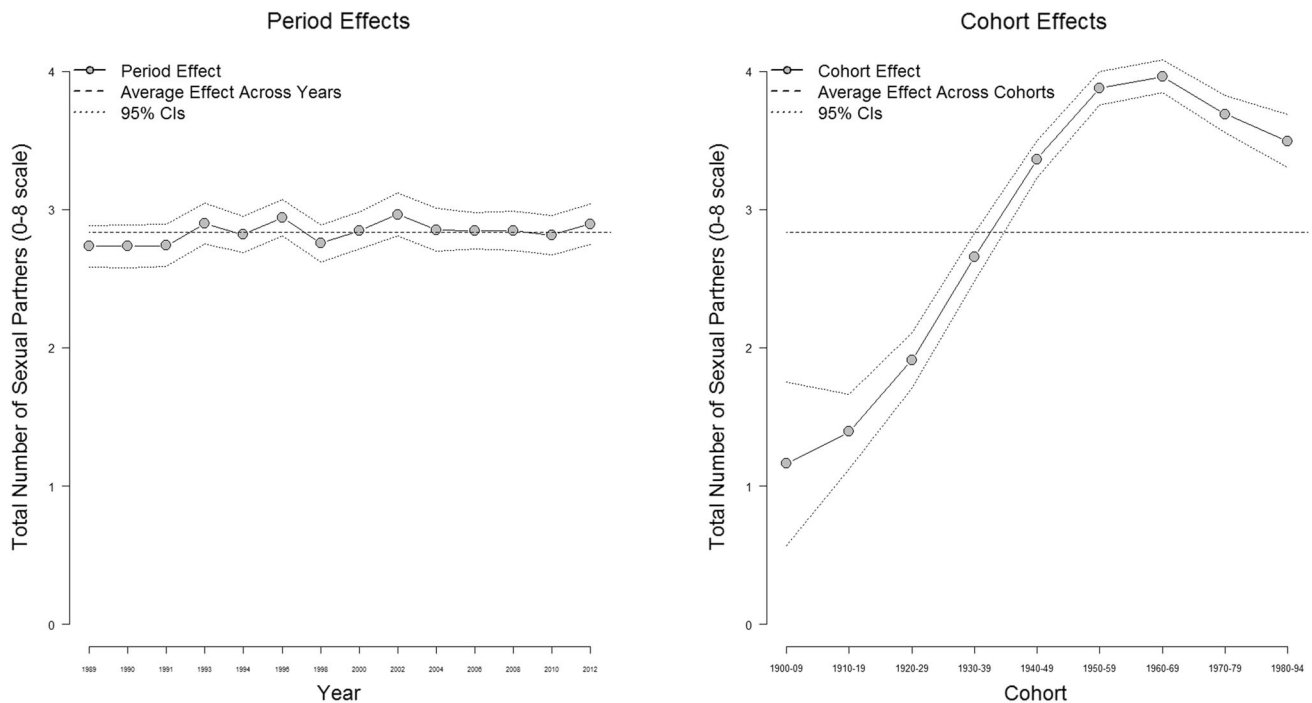 Period Effects
4
3
2
1
0
Total Number of Sexual Partners (0-8 scale)
Period Effect
Average Effect Across Years
95% CIs
1989 1990 1991 1993 1994 1996 1998 2000 2002 2004 2006 2008 2010 2012
Year
Cohort Effects
4
3
2
1
0
Total Number of Sexual Partners (0-8 scale)
Cohort Effect
Average Effect Across Cohorts
95% CIs
1900-09 1910-19 1920-29 1930-39 1940-49 1950-59 1960-69 1970-79 1980-94
Cohort